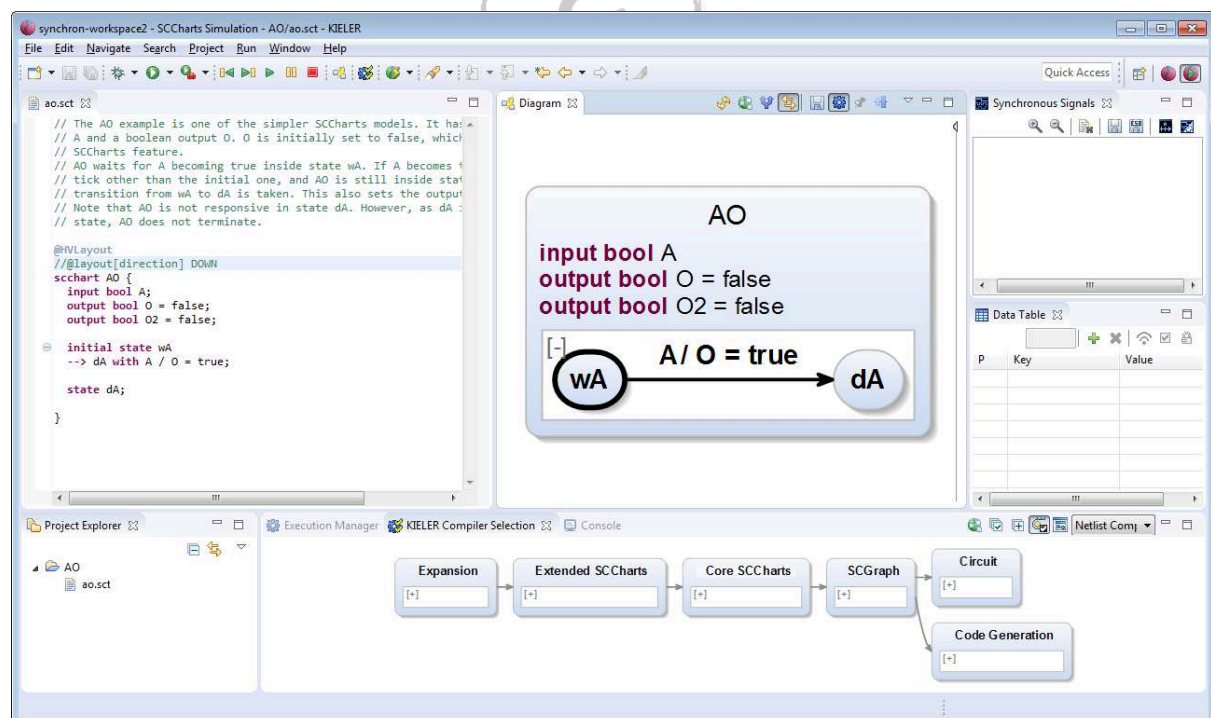 synchron-workspace2 - SCCharts Simulation - AO/ao.sct - KIELER
File Edit Navigate Search Project Run Window Help
Quick Access
ao.sct
// The AO example is one of the simpler SCCharts models. It has
// A and a boolean output O. O is initially set to false, which
// SCCharts feature.
// AO waits for A becoming true inside state wA. If A becomes
// tick other than the initial one, and AO is still inside
// transition from wA to dA is taken. This also sets the output
// Note that AO is not responsive in state dA. However, as dA
// state, AO does not terminate.
@HVLayout
//@layout[direction] DOWN
scchart AO {
input bool A;
output bool O = false;
output bool O2 = false;
initial state wA
--> dA with A / O = true;
state dA;
}
Diagram
AO
input bool A
output bool O = false
output bool O2 = false
[-]
wA
A / O = true
dA
Synchronous Signals
Data Table
P Key Value
Project Explorer
AO
ao.sct
Execution Manager KIELER Compiler Selection Console
Netlist Comp
Expansion
[+]
Extended SCCharts
[+]
Core SCCharts
[+]
SCGraph
[+]
Circuit
[+]
Code Generation
[+]